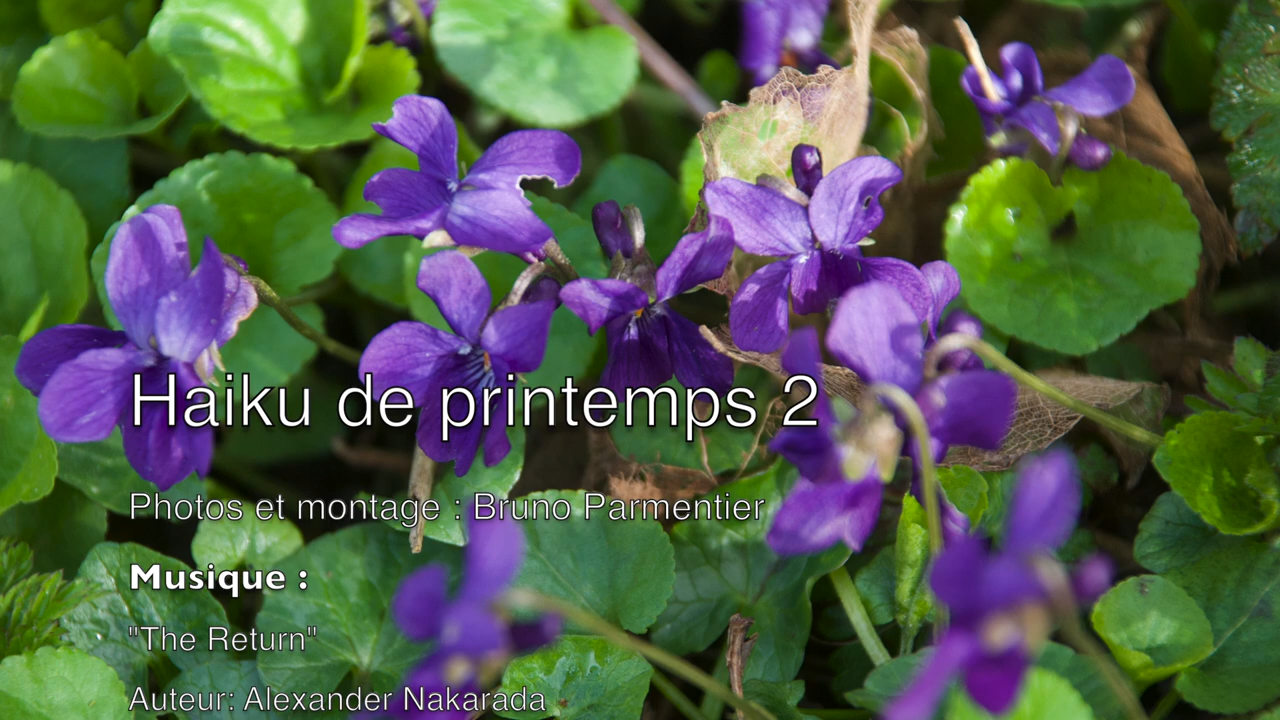 Haiku de printemps 2
Photos et montage : Bruno Parmentier
Musique :
"The Return"
Auteur: Alexander Nakarada